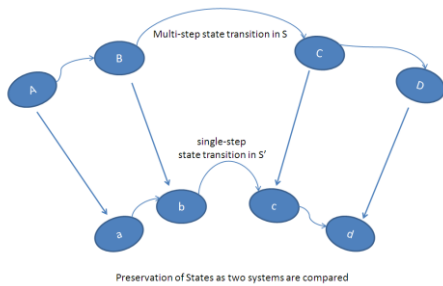 Multi-step state transition in S
A
B
C
D
single-step
state transition in S'
a
b
c
d
Preservation of States as two systems are compared